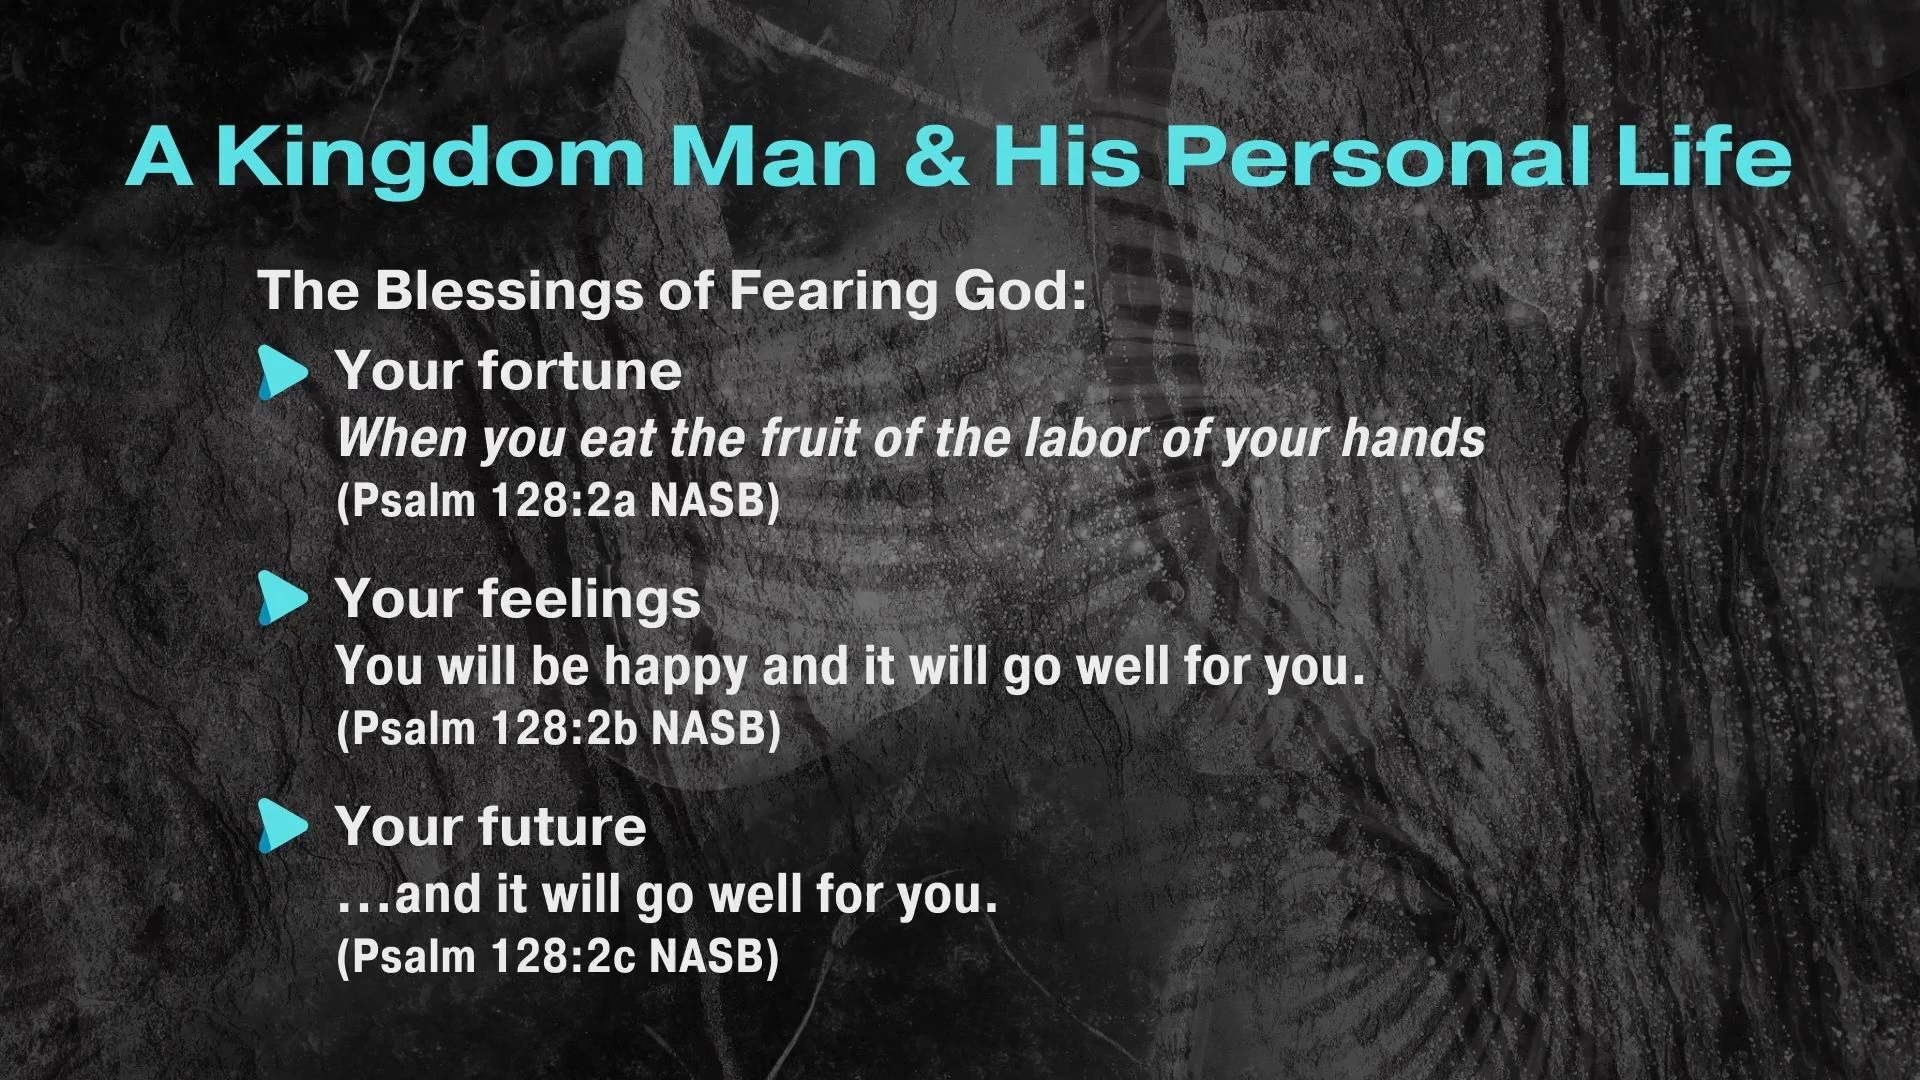 A Kingdom Man & His Personal Life
The Blessings of Fearing God:
Your fortune
When you eat the fruit of the labor of your hands
(Psalm 128:2a NASB)
Your feelings
You will be happy and it will go well for you.
(Psalm 128:2b NASB)
Your future
...and it will go well for you.
(Psalm 128:2c NASB)